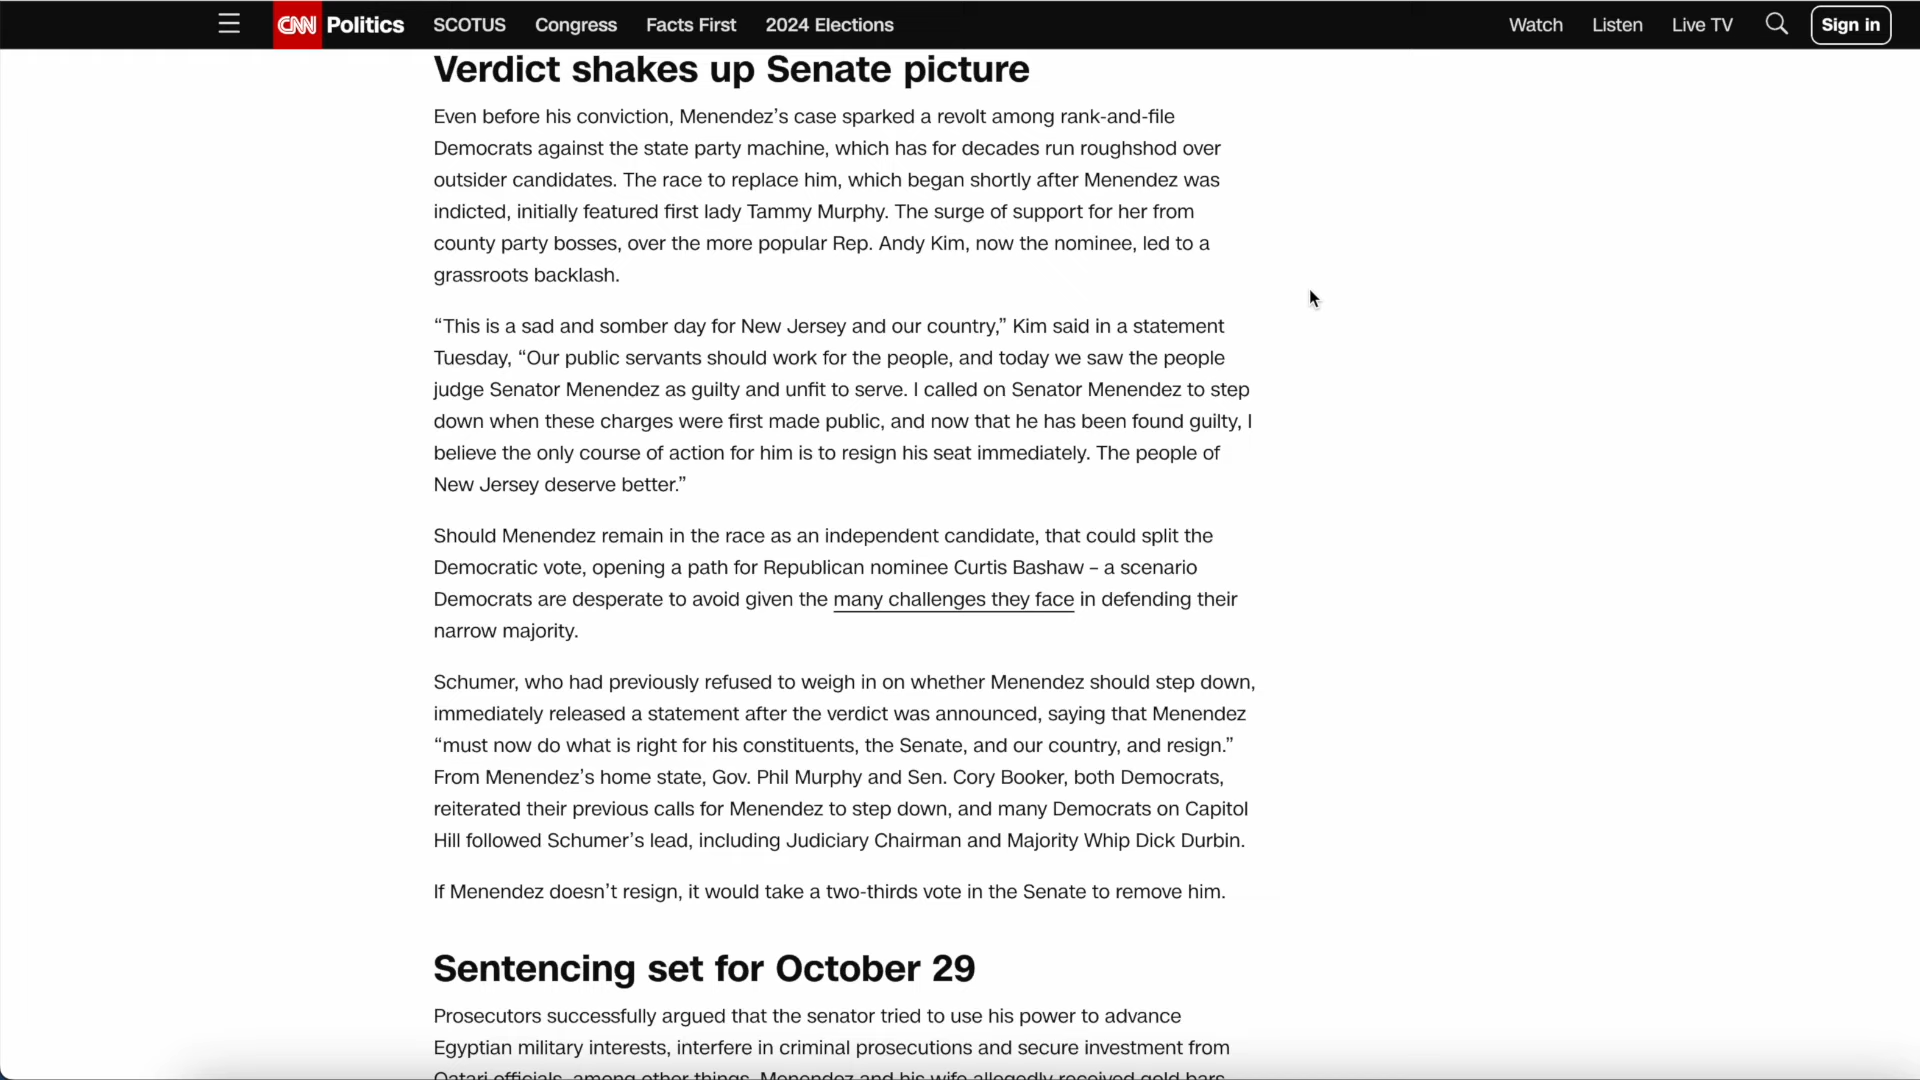 CNN Politics SCOTUS Congress Facts First 2024 Elections Watch Listen Live TV Sign in
Verdict shakes up Senate picture
Even before his conviction, Menendez’s case sparked a revolt among rank-and-file
Democrats against the state party machine, which has for decades run roughshod over
outsider candidates. The race to replace him, which began shortly after Menendez was
indicted, initially featured first lady Tammy Murphy. The surge of support for her from
county party bosses, over the more popular Rep. Andy Kim, now the nominee, led to a
grassroots backlash.
“This is a sad and somber day for New Jersey and our country,” Kim said in a statement
Tuesday, “Our public servants should work for the people, and today we saw the people
judge Senator Menendez as guilty and unfit to serve. I called on Senator Menendez to step
down when these charges were first made public, and now that he has been found guilty, I
believe the only course of action for him is to resign his seat immediately. The people of
New Jersey deserve better.”
Should Menendez remain in the race as an independent candidate, that could split the
Democratic vote, opening a path for Republican nominee Curtis Bashaw – a scenario
Democrats are desperate to avoid given the many challenges they face in defending their
narrow majority.
Schumer, who had previously refused to weigh in on whether Menendez should step down,
immediately released a statement after the verdict was announced, saying that Menendez
“must now do what is right for his constituents, the Senate, and our country, and resign.”
From Menendez’s home state, Gov. Phil Murphy and Sen. Cory Booker, both Democrats,
reiterated their previous calls for Menendez to step down, and many Democrats on Capitol
Hill followed Schumer’s lead, including Judiciary Chairman and Majority Whip Dick Durbin.
If Menendez doesn’t resign, it would take a two-thirds vote in the Senate to remove him.
Sentencing set for October 29
Prosecutors successfully argued that the senator tried to use his power to advance
Egyptian military interests, interfere in criminal prosecutions and secure investment from
Qatari officials, among other things. Menendez and his wife allegedly received gold bars,